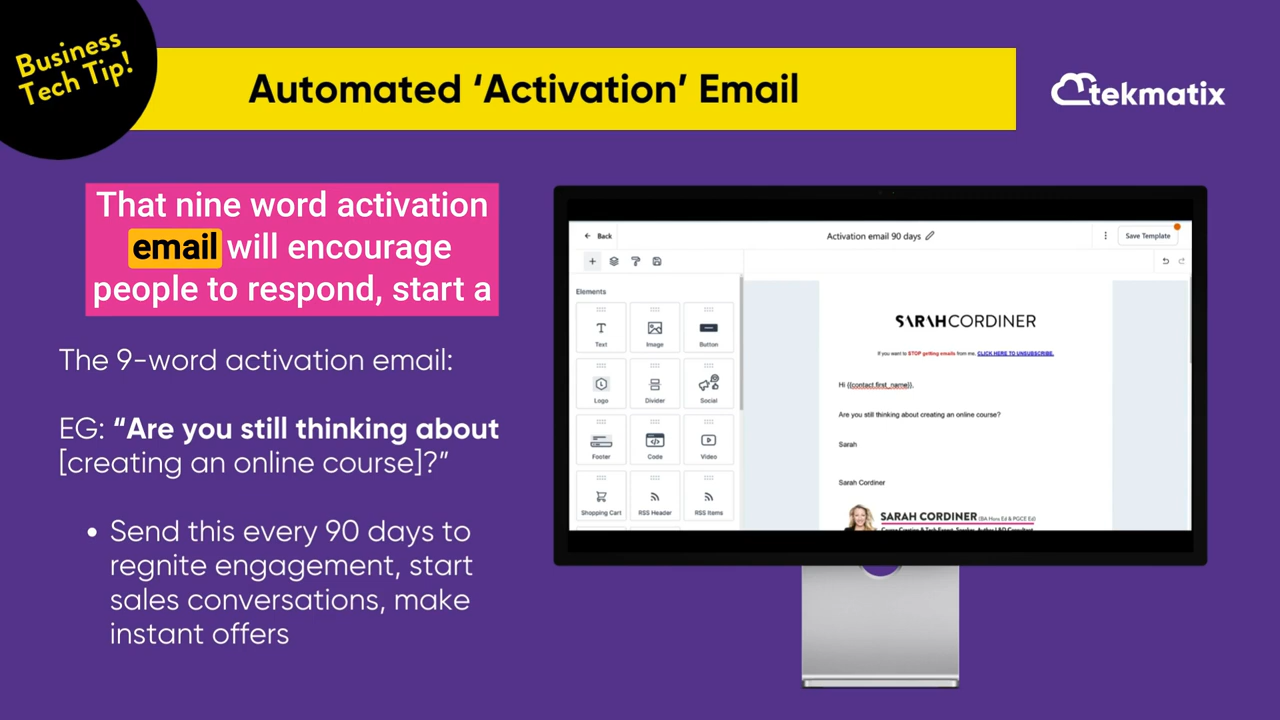 Business
Tech Tip!
Automated ‘Activation’ Email
tekmatix
That nine word activation
email will encourage
people to respond, start a
The 9-word activation email:
EG: “Are you still thinking about
[creating an online course]?”
• Send this every 90 days to
regnite engagement, start
sales conversations, make
instant offers
Back
Activation email 90 days
Save Template
Elements
Text
Image
Button
Logo
Divider
Social
Footer
Code
Video
Shopping Cart
RSS Header
RSS Items
SARAHCORDINER
If you want to STOP getting emails from me, CLICK HERE TO UNSUBSCRIBE.
Hi {{contact.first_name}},
Are you still thinking about creating an online course?
Sarah
Sarah Cordiner
SARAH CORDINER (BA Hons Ed & PGCE Ed)